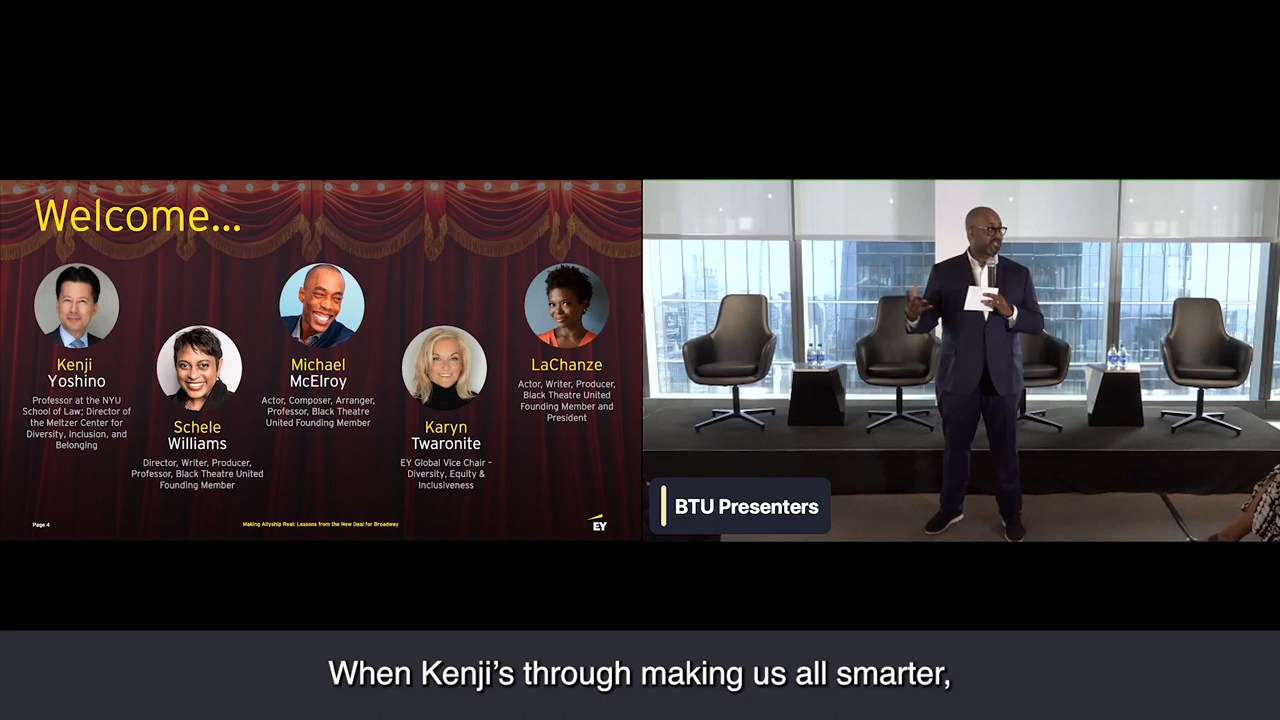 Welcome...
Kenji
Yoshino
Professor at the NYU
School of Law; Director of
the Meltzer Center for
Diversity, Inclusion, and
Belonging
Schele
Williams
Director, Writer, Producer,
Professor, Black Theatre United
Founding Member
Michael
McElroy
Actor, Composer, Arranger,
Professor, Black Theatre
United Founding Member
Karyn
Twaronite
EY Global Vice Chair –
Diversity, Equity &
Inclusiveness
LaChanze
Actor, Writer, Producer,
Black Theatre United
Founding Member and
President
Page 4
Making Allyship Real: Lessons from the New Deal for Broadway
EY
BTU Presenters
When Kenji’s through making us all smarter,